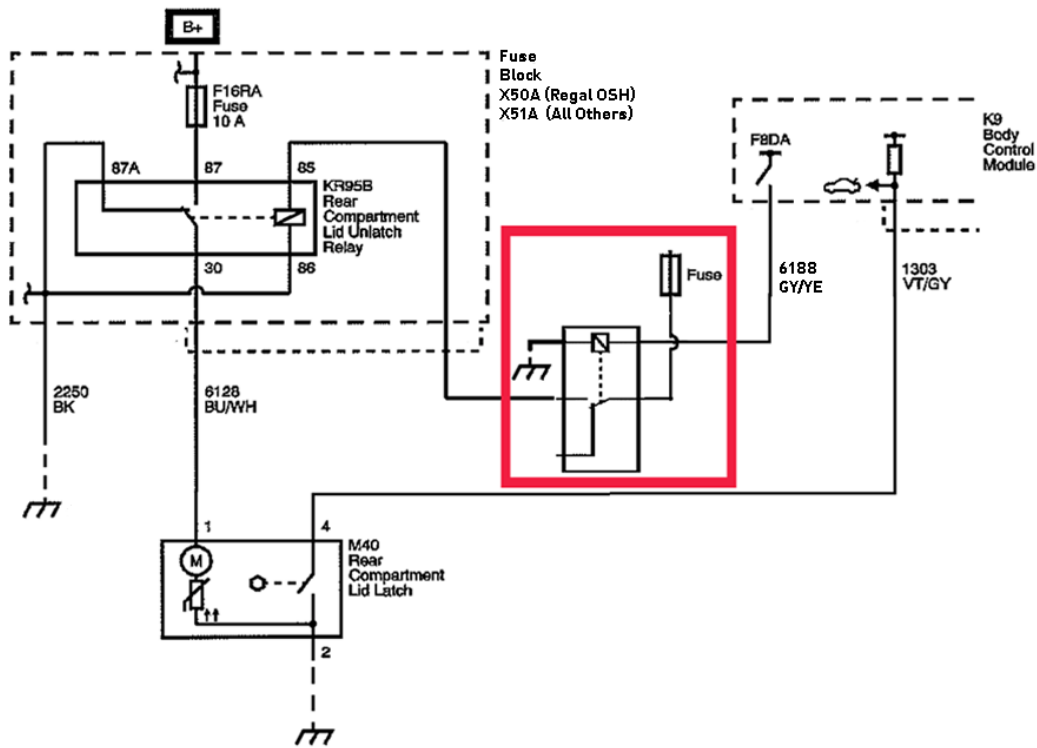 B+
Fuse
Block
X50A (Regal OSH)
X51A (All Others)
F16RA
Fuse
10 A
K9
Body
Control
Module
F8DA
87A
87
85
KR95B
Rear
Compartment
Lid Unlatch
Relay
30
86
Fuse
6188
GY/YE
1303
VT/GY
2250
BK
6128
BU/WH
1
4
M40
Rear
Compartment
Lid Latch
M
2